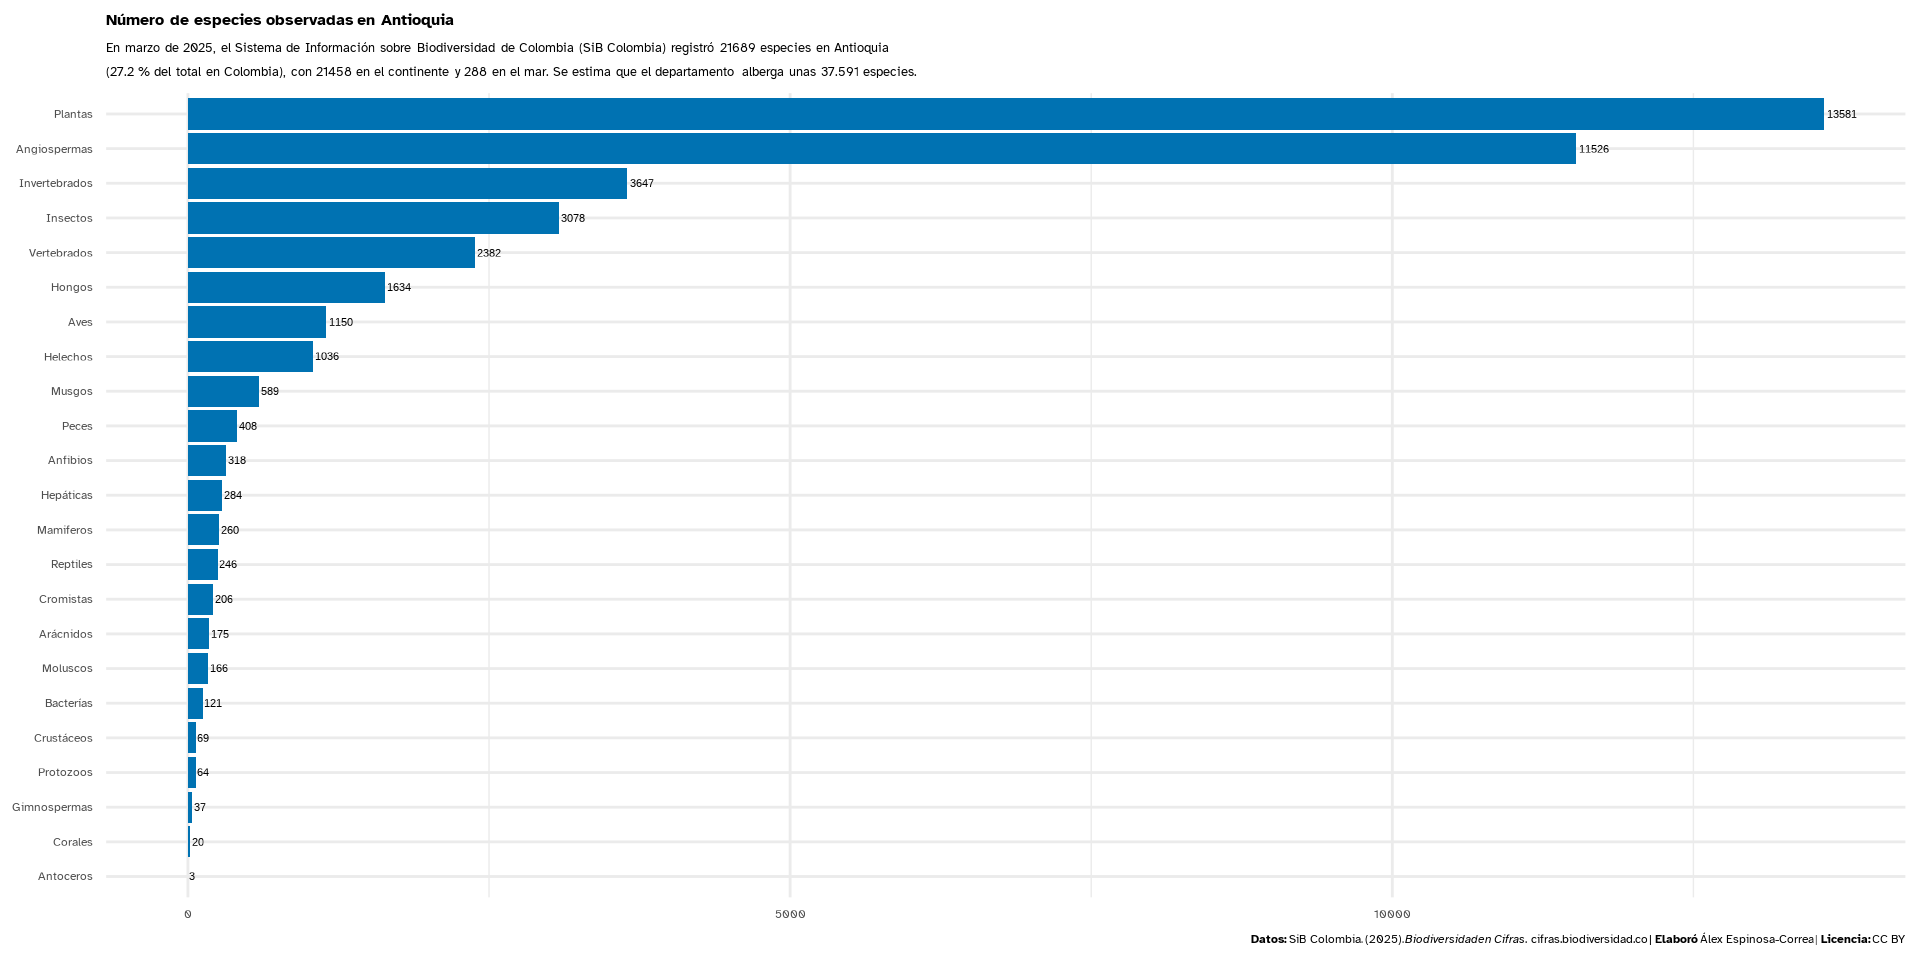 Número de especies observadas en Antioquia
En marzo de 2025, el Sistema de Información sobre Biodiversidad de Colombia (SiB Colombia) registró 21689 especies en Antioquia
(27.2 % del total en Colombia), con 21458 en el continente y 288 en el mar. Se estima que el departamento alberga unas 37.591 especies.
Plantas 13581
Angiospermas 11526
Invertebrados 3647
Insectos 3078
Vertebrados 2382
Hongos 1634
Aves 1150
Helechos 1036
Musgos 589
Peces 408
Anfibios 318
Hepáticas 284
Mamiferos 260
Reptiles 246
Cromistas 206
Arácnidos 175
Moluscos 166
Bacterias 121
Crustáceos 69
Protozoos 64
Gimnospermas 37
Corales 20
Antoceros 3
0 5000 10000
Datos: SiB Colombia. (2025). Biodiversidad en Cifras. cifras.biodiversidad.co | Elaboró Álex Espinosa-Correa | Licencia: CC BY